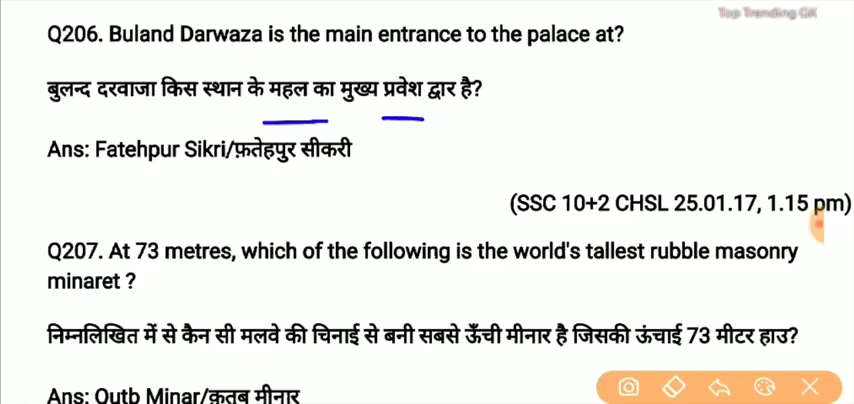 Top Trending GK
Q206. Buland Darwaza is the main entrance to the palace at?
बुलन्द दरवाजा किस स्थान के महल का मुख्य प्रवेश द्वार है?
Ans: Fatehpur Sikri/फ़तेहपुर सीकरी
(SSC 10+2 CHSL 25.01.17, 1.15 pm)
Q207. At 73 metres, which of the following is the world's tallest rubble masonry
minaret ?
निम्नलिखित में से कैन सी मलवे की चिनाई से बनी सबसे ऊँची मीनार है जिसकी ऊंचाई 73 मीटर हाउ?
Ans: Qutb Minar/क़ुतुब मीनार